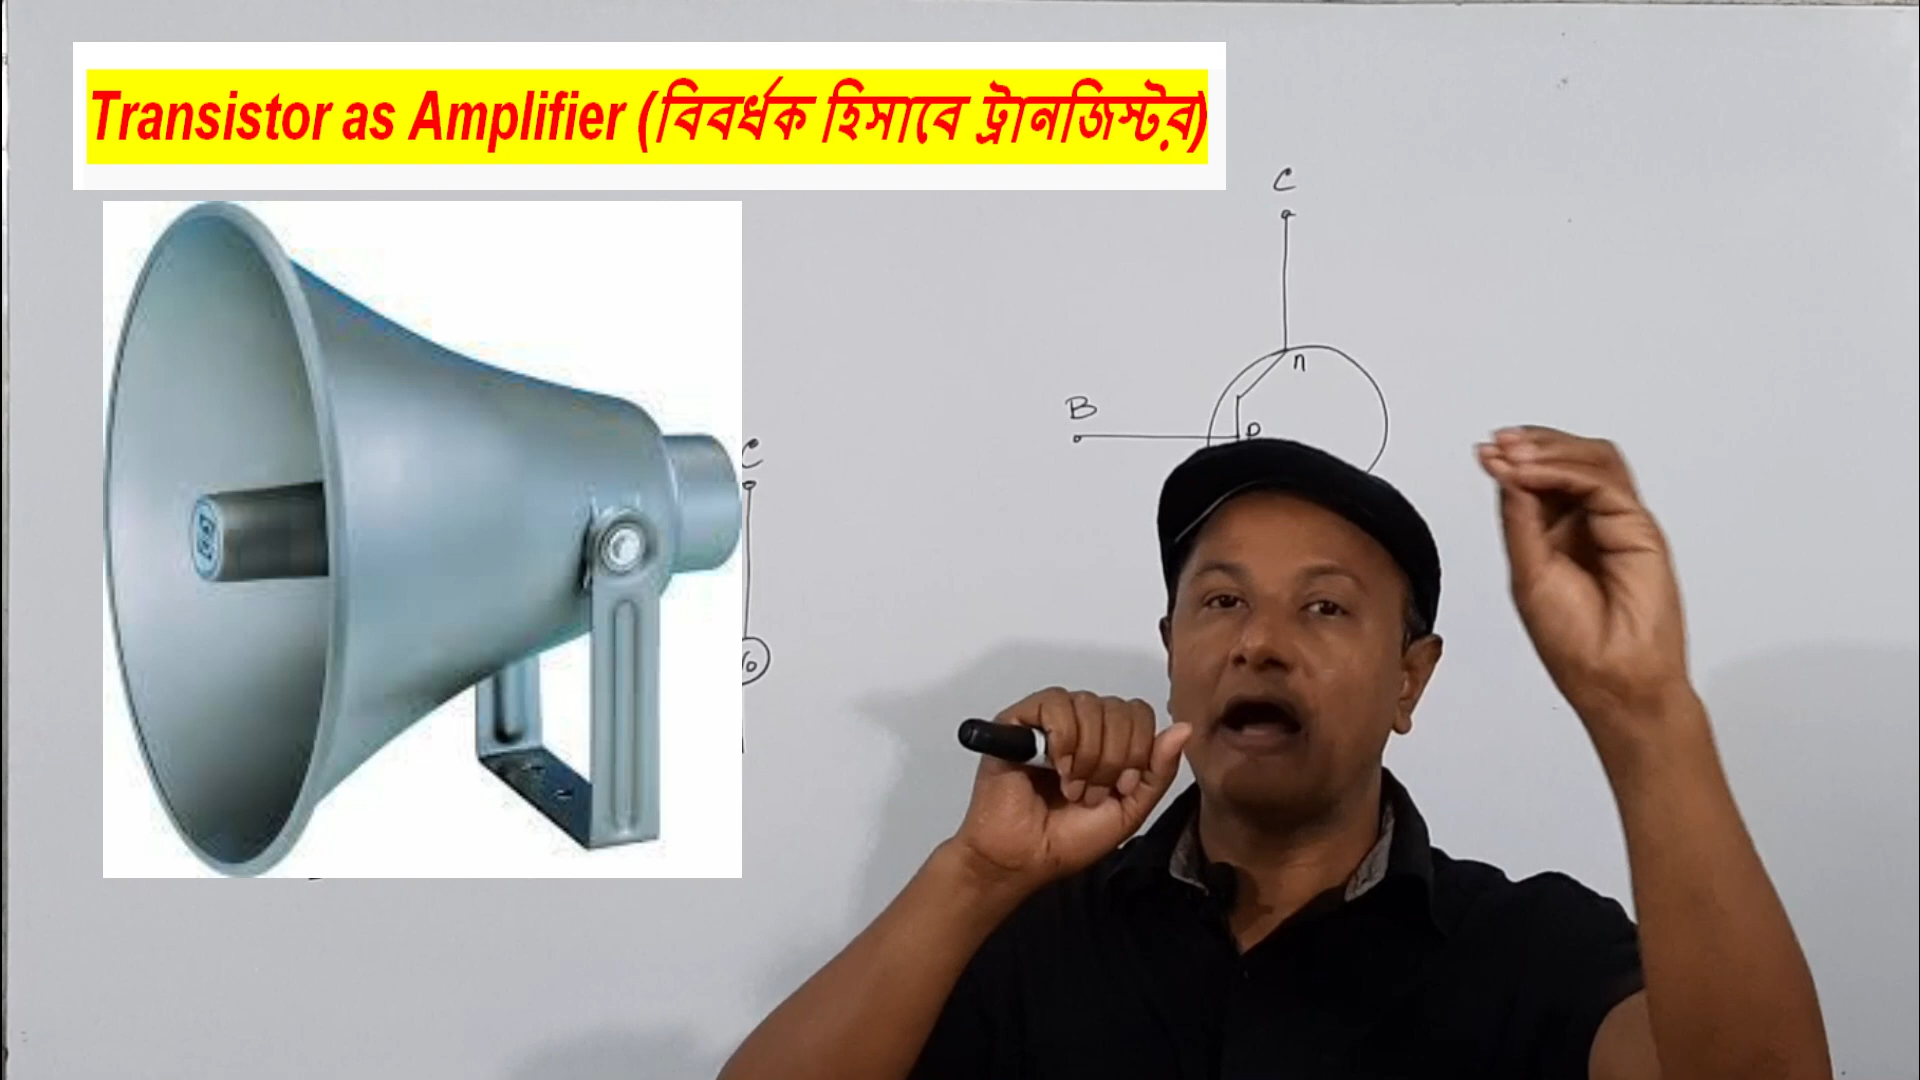 Transistor as Amplifier (বিবর্ধক হিসাবে ট্রানজিস্টর)
C
n
B
P
C